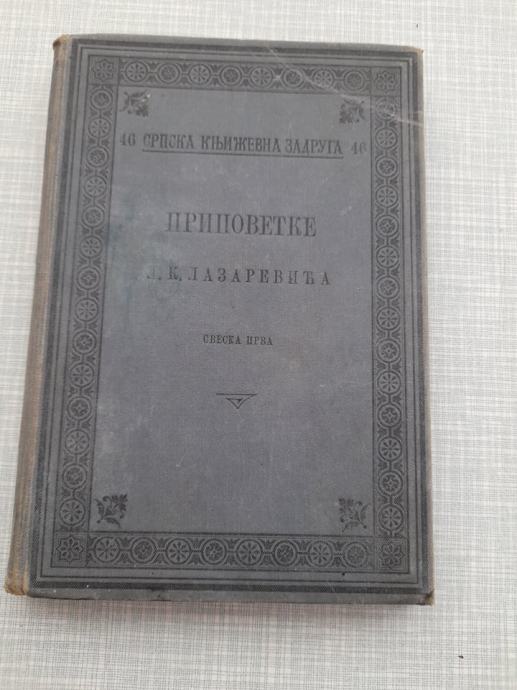 46 СРПСКА КЊИЖЕВНА ЗАДРУГА 46
ПРИПОВЕТКЕ
Л. К. ЛАЗАРЕВИЋА
СВЕСКА ПРВА